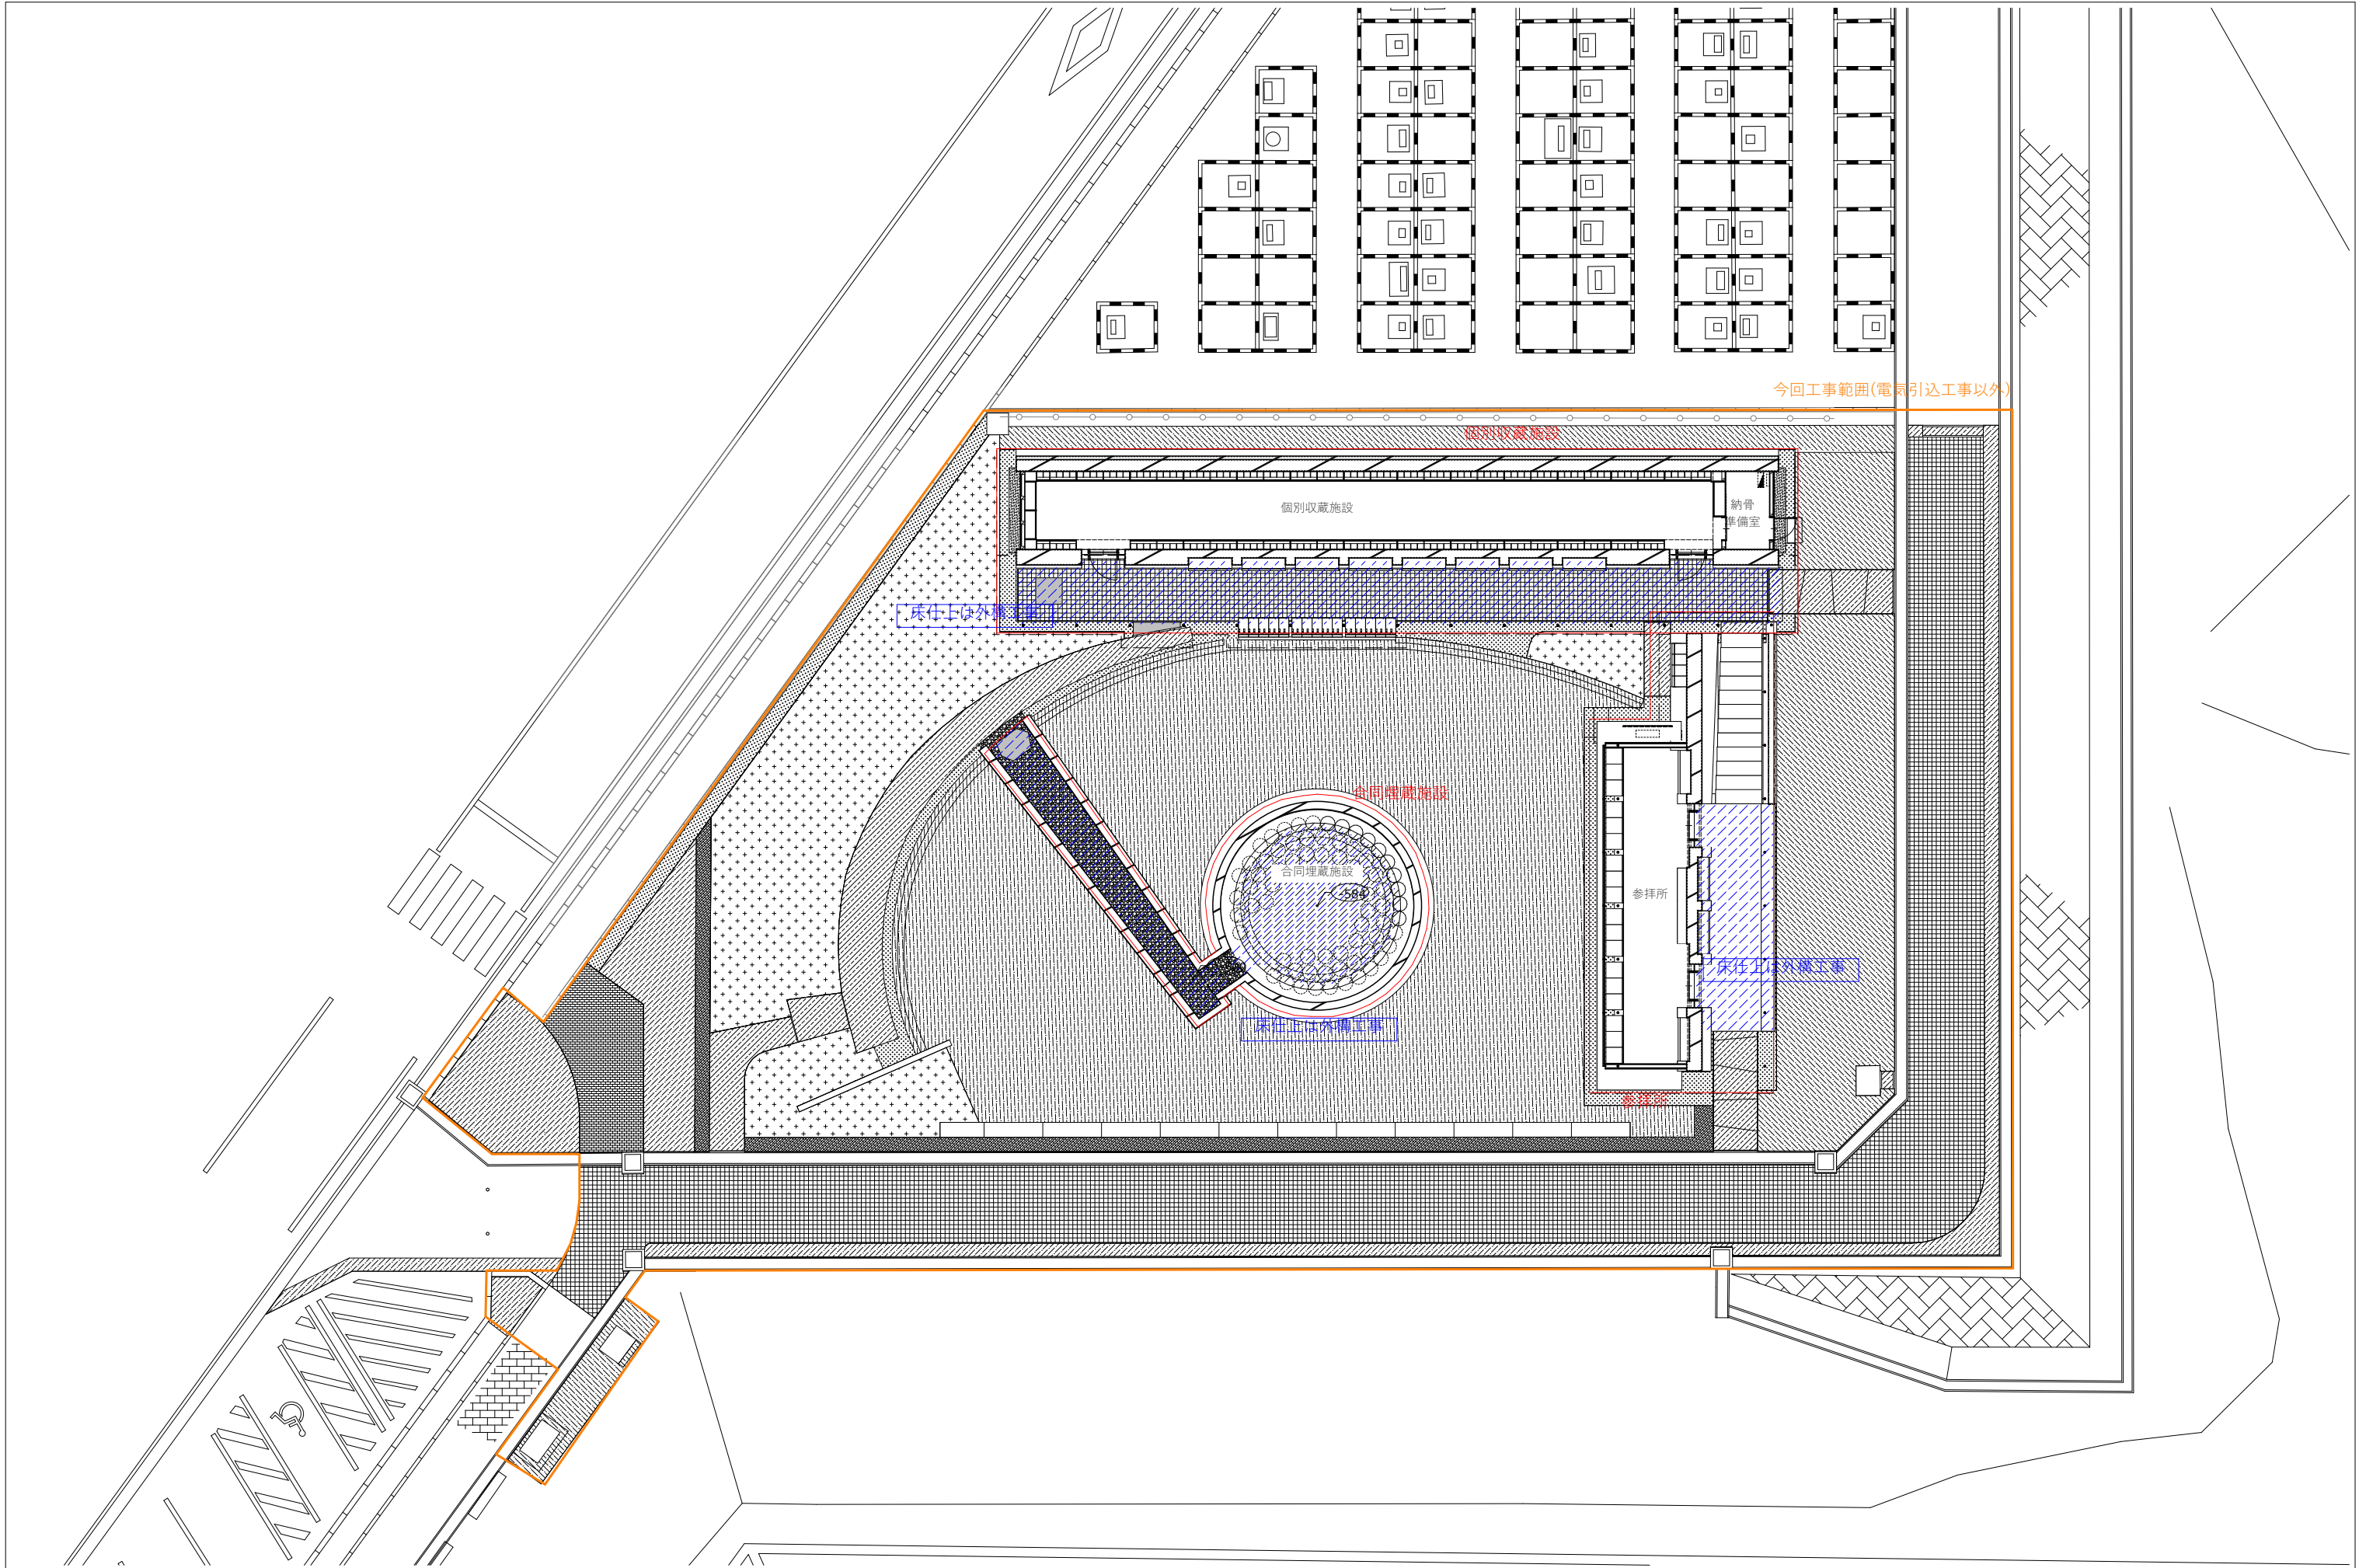 今回工事範囲(電気引込工事以外)
個別収蔵施設
個別収蔵施設
納骨
準備室
床仕上は外構工事
合同埋蔵施設
合同埋蔵施設
-584
参拝所
床仕上は外構工事
床仕上は外構工事
参拝所